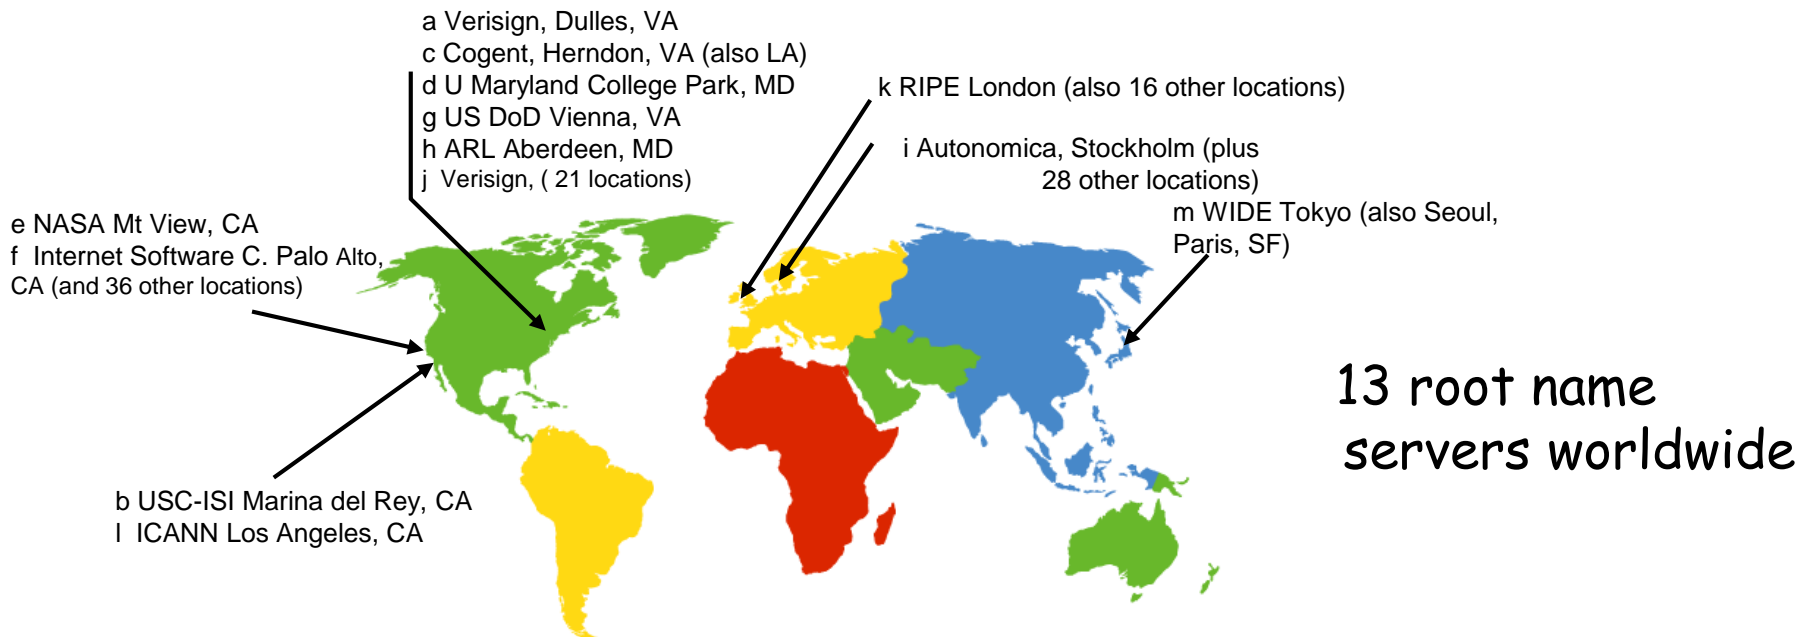 a Verisign, Dulles, VA
c Cogent, Herndon, VA (also LA)
d U Maryland College Park, MD
g US DoD Vienna, VA
h ARL Aberdeen, MD
j Verisign, ( 21 locations)
k RIPE London (also 16 other locations)
i Autonomica, Stockholm (plus
28 other locations)
m WIDE Tokyo (also Seoul,
Paris, SF)
e NASA Mt View, CA
f Internet Software C. Palo Alto,
CA (and 36 other locations)
13 root name
servers worldwide
b USC-ISI Marina del Rey, CA
l ICANN Los Angeles, CA